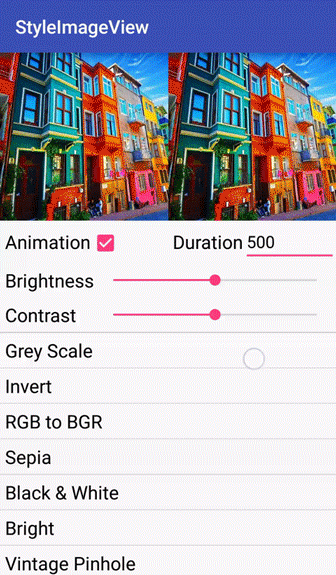 StyleImageView
Animation Duration 500
Brightness
Contrast
Grey Scale
Invert
RGB to BGR
Sepia
Black & White
Bright
Vintage Pinhole